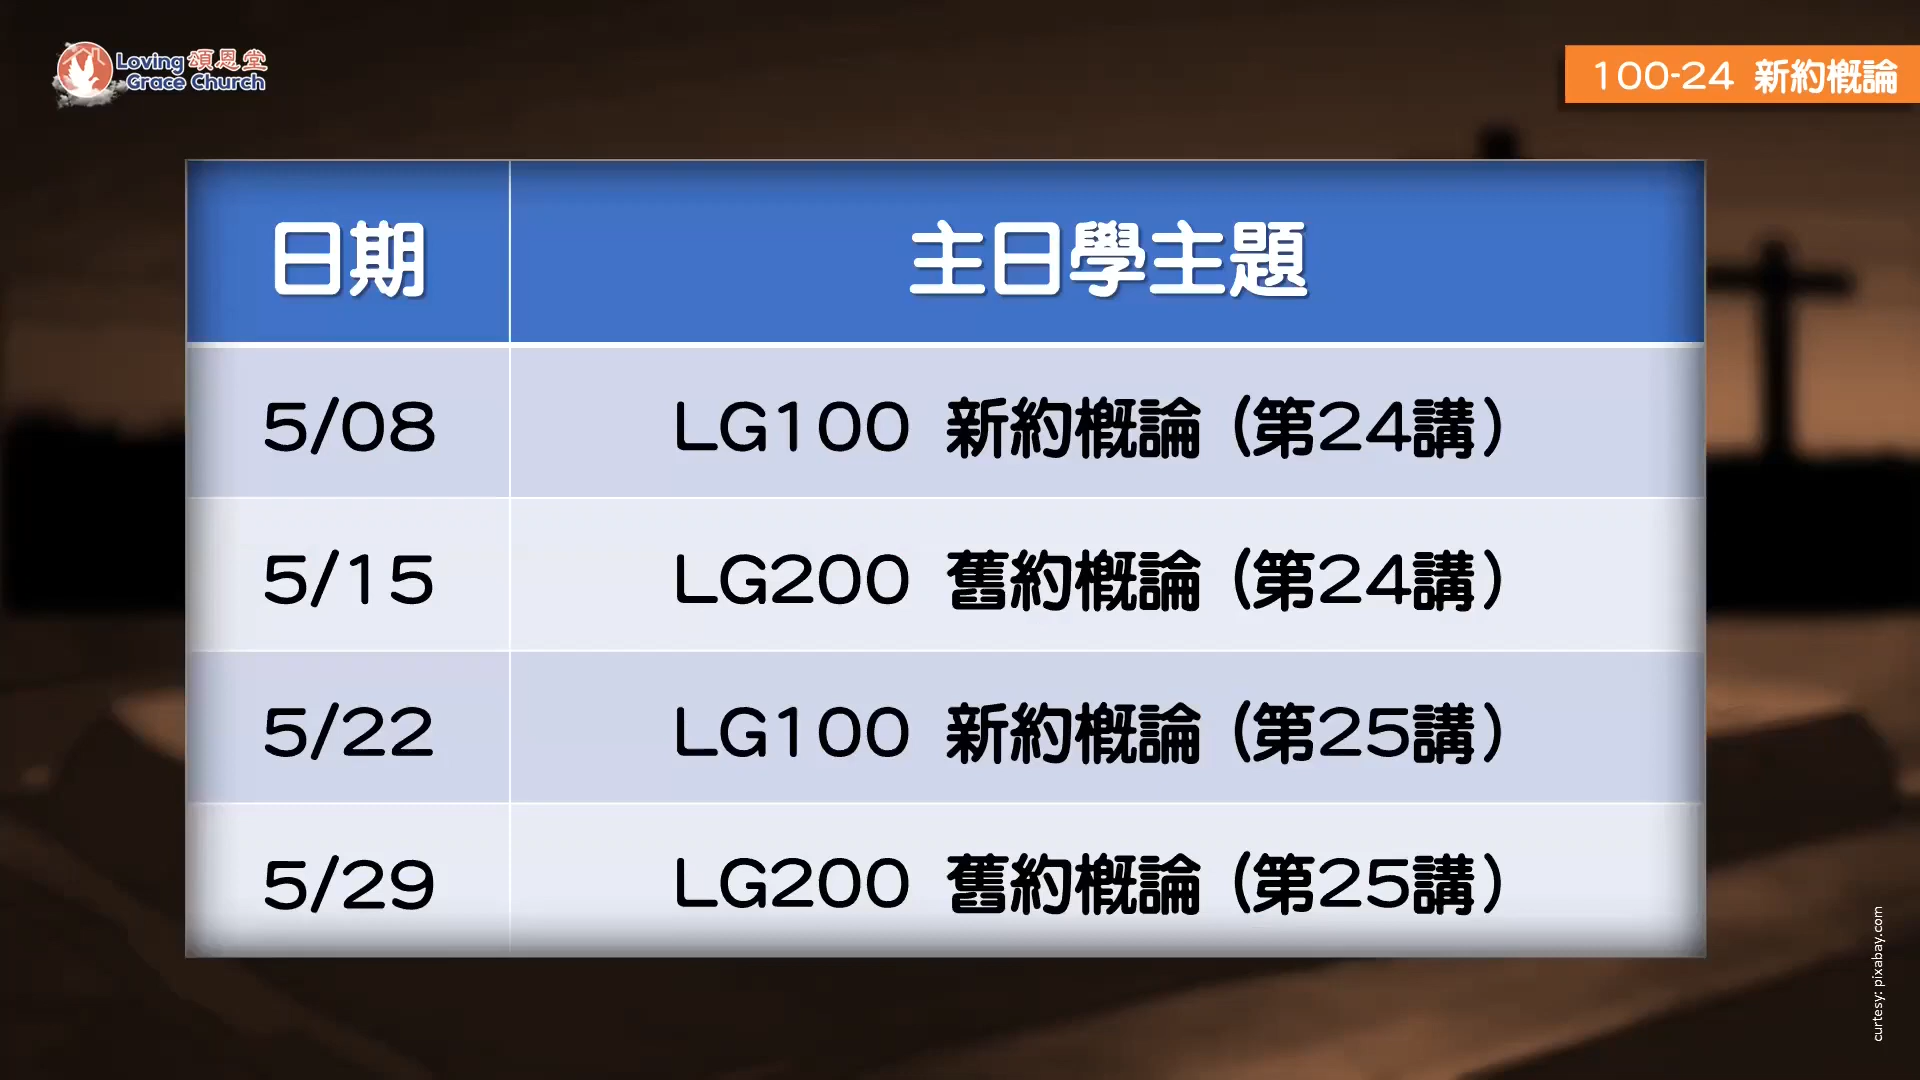 Loving 頌恩堂
Grace Church
100-24 新約概論
日期 主日學主題
5/08 LG100 新約概論 (第24講)
5/15 LG200 舊約概論 (第24講)
5/22 LG100 新約概論 (第25講)
5/29 LG200 舊約概論 (第25講)
curtesy: pixabay.com